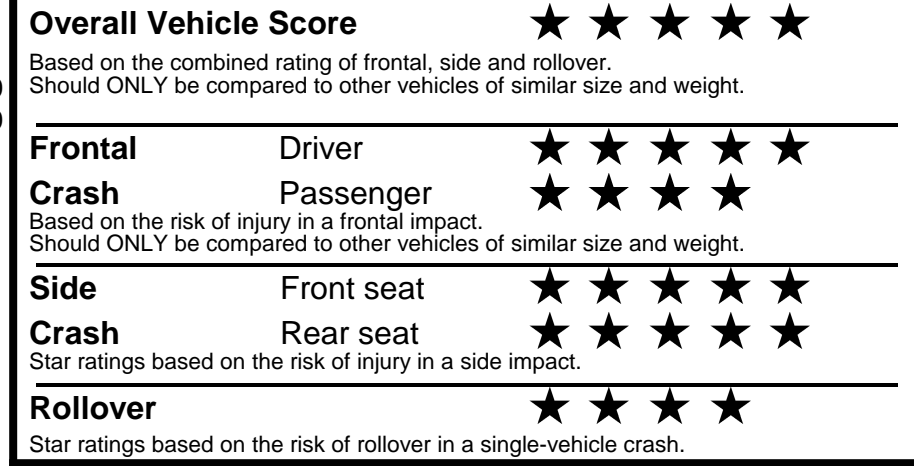 Overall Vehicle Score ★ ★ ★ ★ ★
Based on the combined rating of frontal, side and rollover.
Should ONLY be compared to other vehicles of similar size and weight.
Frontal Driver ★ ★ ★ ★ ★
Crash Passenger ★ ★ ★ ★
Based on the risk of injury in a frontal impact.
Should ONLY be compared to other vehicles of similar size and weight.
Side Front seat ★ ★ ★ ★ ★
Crash Rear seat ★ ★ ★ ★ ★
Star ratings based on the risk of injury in a side impact.
Rollover ★ ★ ★ ★
Star ratings based on the risk of rollover in a single-vehicle crash.